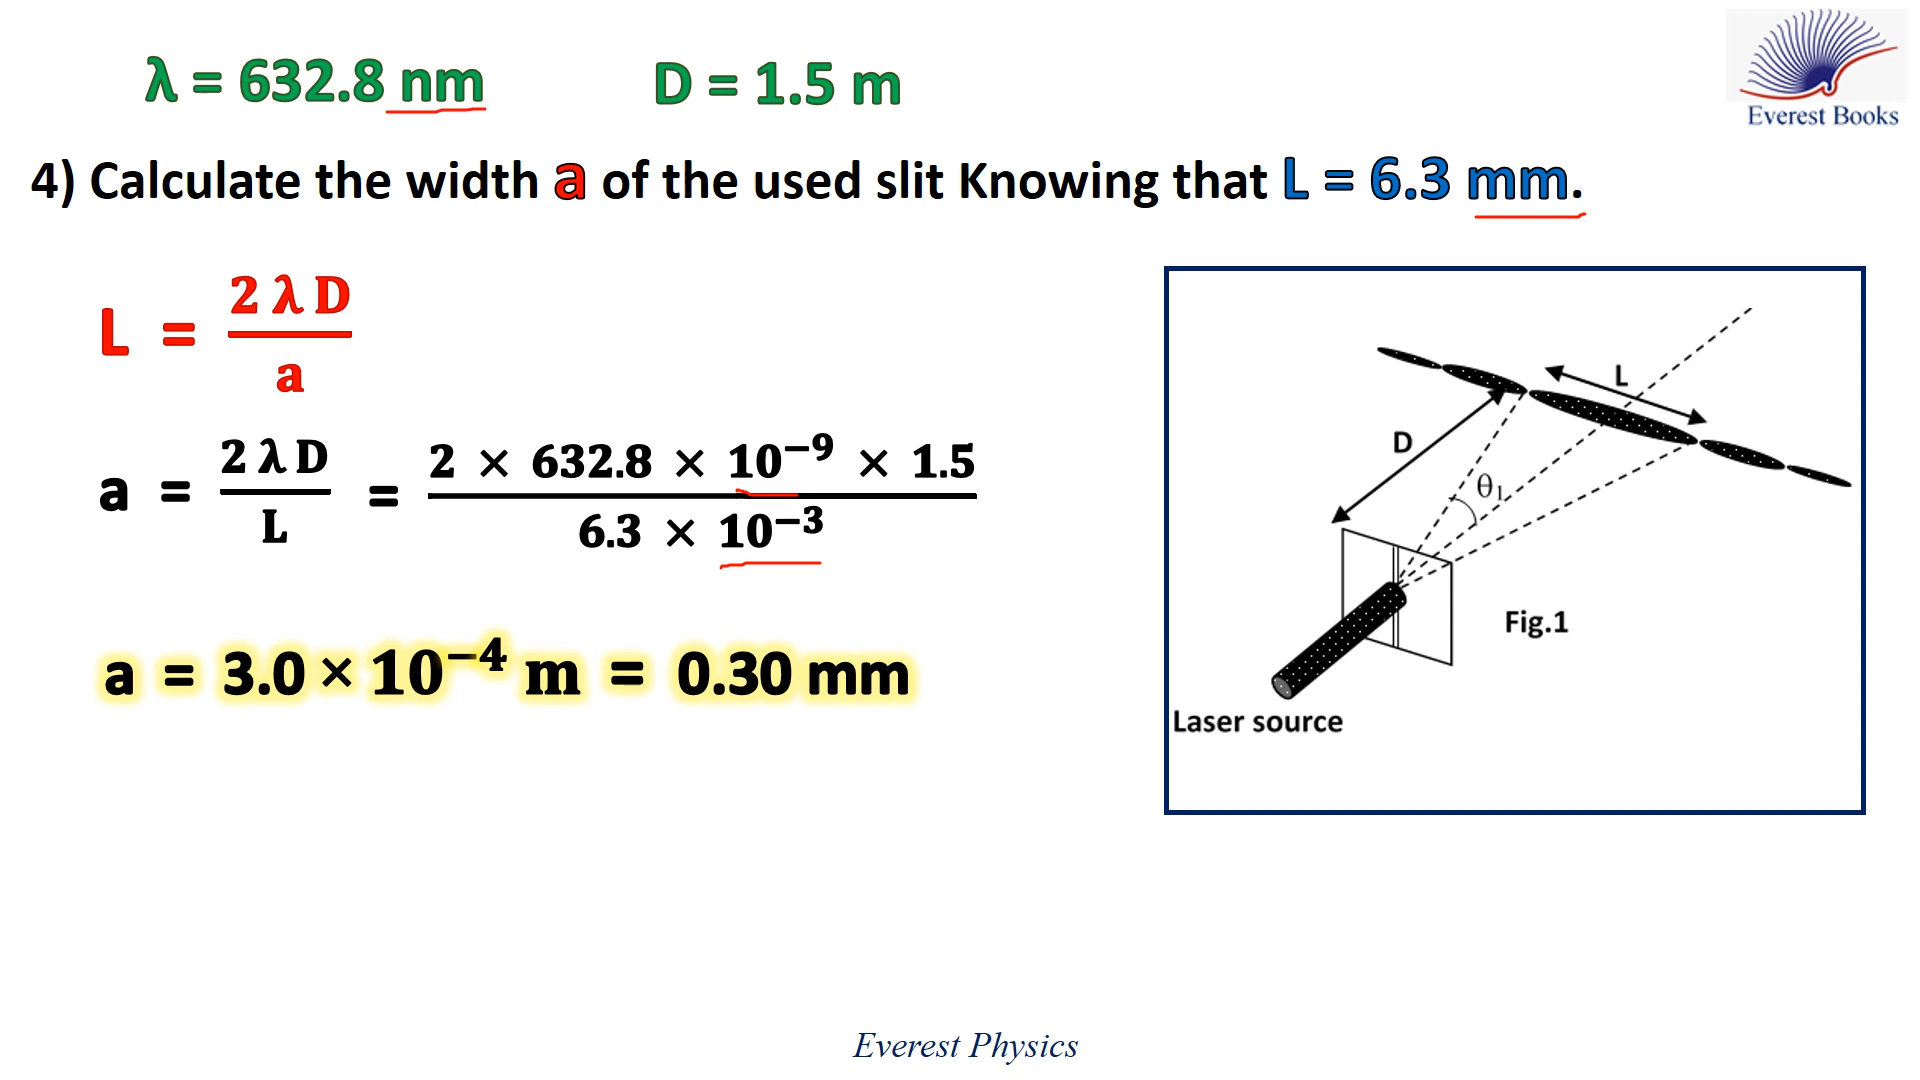 λ = 632.8 nm
D = 1.5 m
Everest Books
4) Calculate the width a of the used slit Knowing that L = 6.3 mm.
L = 2 λ D / a
a = 2 λ D / L = 2 × 632.8 × 10⁻⁹ × 1.5 / 6.3 × 10⁻³
a = 3.0 × 10⁻⁴ m = 0.30 mm
L
D
θ₁
Fig.1
Laser source
Everest Physics